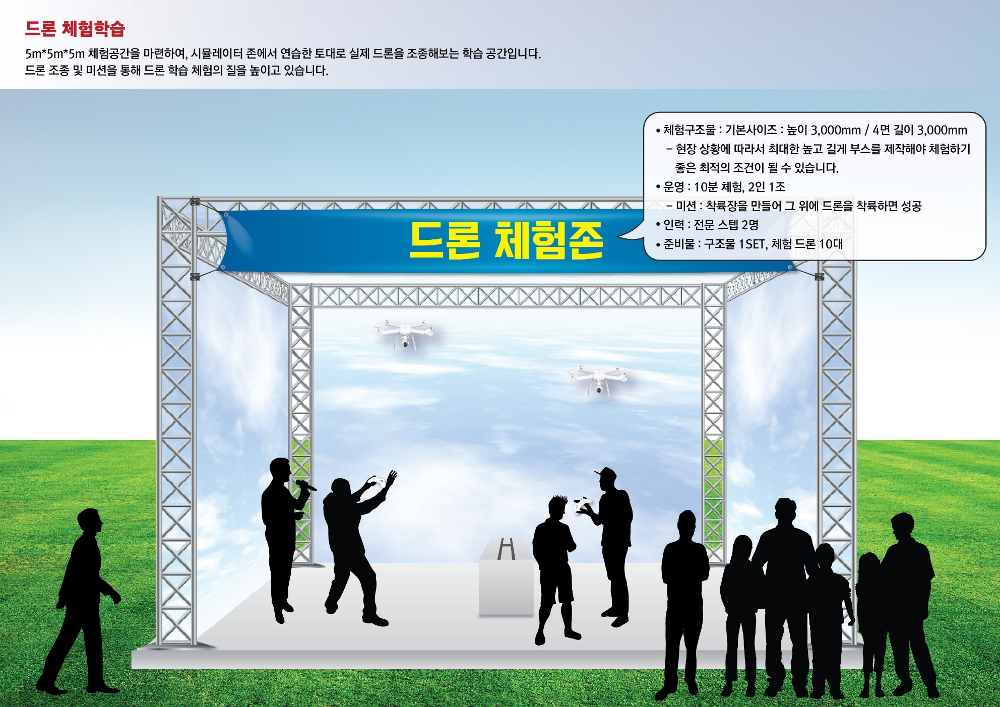 드론 체험학습
5m*5m*5m 체험공간을 마련하여, 시뮬레이터 존에서 연습한 토대로 실제 드론을 조종해보는 학습 공간입니다.
드론 조종 및 미션을 통해 드론 학습 체험의 질을 높이고 있습니다.
• 체험구조물 : 기본사이즈 : 높이 3,000mm / 4면 길이 3,000mm
– 현장 상황에 따라서 최대한 높고 길게 부스를 제작해야 체험하기
좋은 최적의 조건이 될 수 있습니다.
• 운영 : 10분 체험, 2인 1조
– 미션 : 착륙장을 만들어 그 위에 드론을 착륙하면 성공
• 인력 : 전문 스텝 2명
• 준비물 : 구조물 1SET, 체험 드론 10대
드론 체험존
H